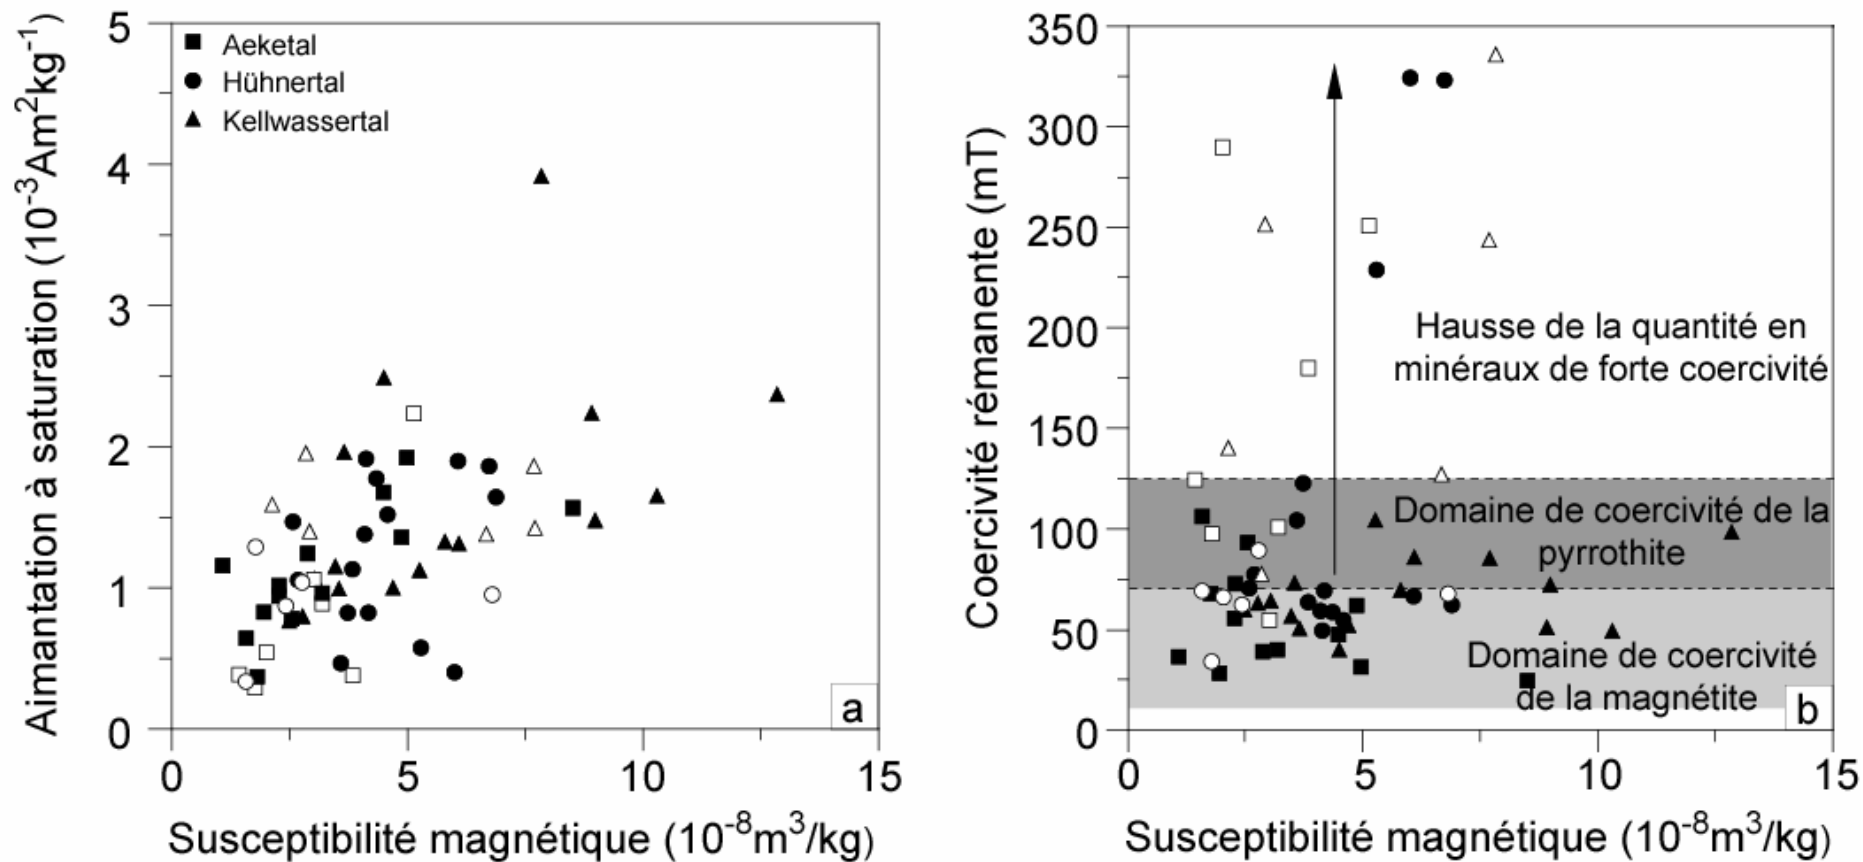 Aimantation à saturation (10⁻³Am²kg⁻¹)
5
4
3
2
1
0
Aeketal
Hühnertal
Kellwassertal
a
0 5 10 15
Susceptibilité magnétique (10⁻⁸m³/kg)
Coercivité rémanente (mT)
350
300
250
200
150
100
50
0
Hausse de la quantité en
minéraux de forte coercivité
Domaine de coercivité de la
pyrrothite
Domaine de coercivité
de la magnétite
b
0 5 10 15
Susceptibilité magnétique (10⁻⁸m³/kg)